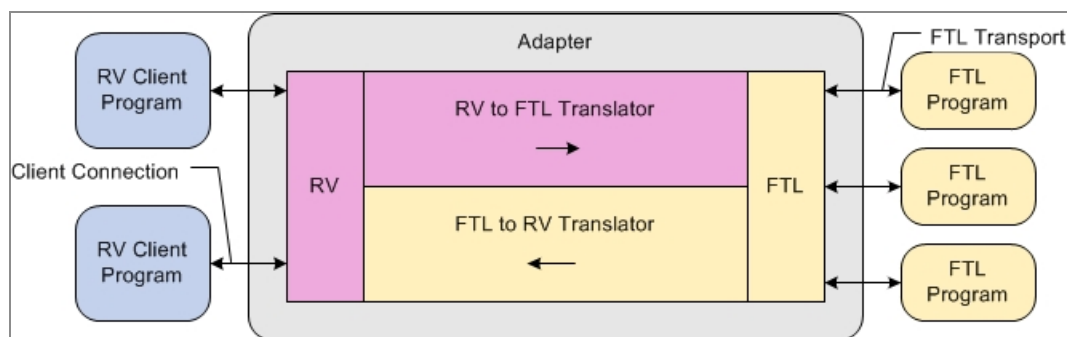 Adapter
FTL Transport
RV Client
Program
RV to FTL Translator
FTL
Program
Client Connection
RV
FTL
FTL
Program
RV Client
Program
FTL to RV Translator
FTL
Program